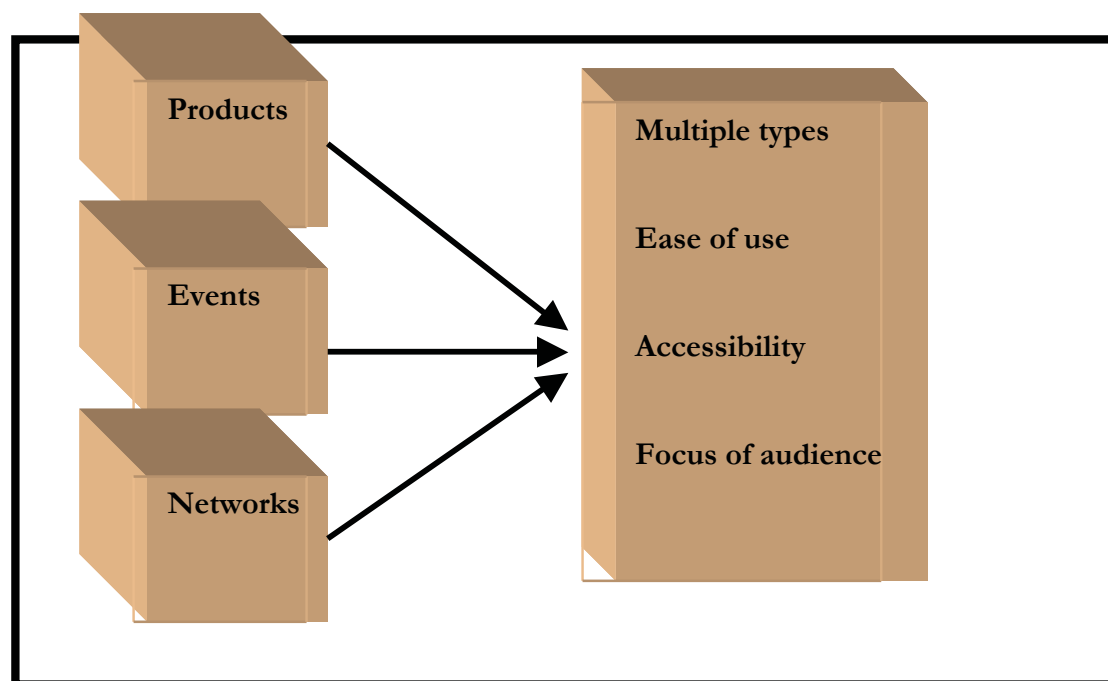 Products
Events
Networks
Multiple types
Ease of use
Accessibility
Focus of audience